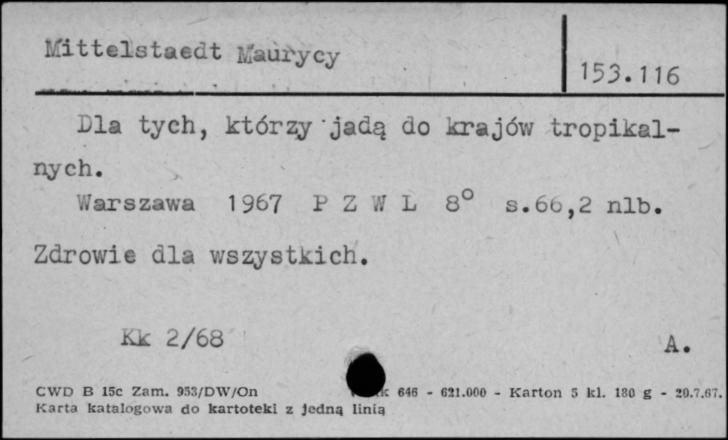 Mittelstaedt Maurycy
153.116
Dla tych, którzy jadą do krajów tropikal-
nych.
Warszawa 1967 P Z W L 8° s.66,2 nlb.
Zdrowie dla wszystkich.
Kk 2/68
A.
CWD B 15c Zam. 953/DW/On 646 - 621.000 - Karton 5 kl. 180 g - 20.7.67.
Karta katalogowa do kartoteki z jedną linią